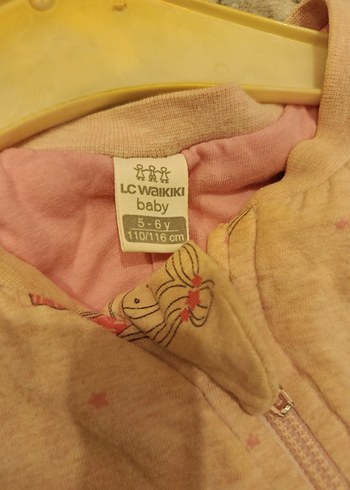 LC WAIKIKI
baby
5 - 6 y
110/116 cm